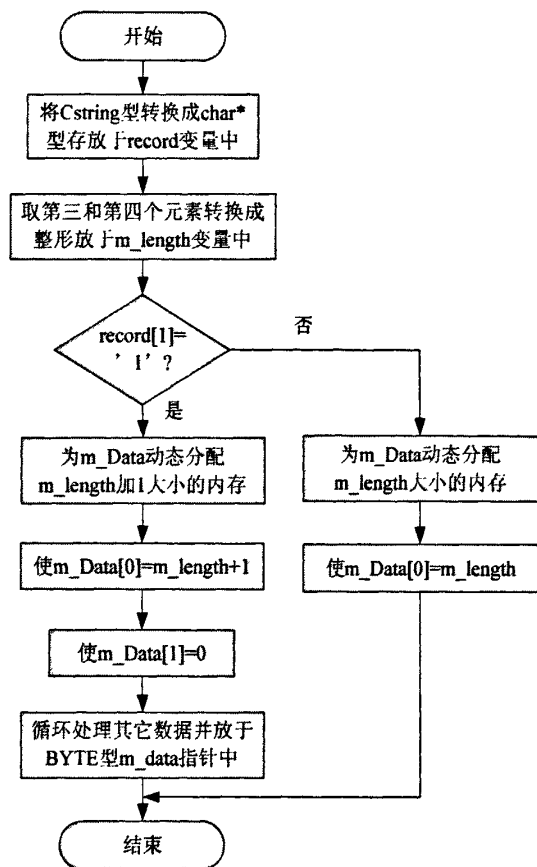 开始
将Cstring型转换成char*
型存放于record变量中
取第三和第四个元素转换成
整形放于m_length变量中
record[1]=
'1'?
否
是
为m_Data动态分配
m_length加1大小的内存
为m_Data动态分配
m_length大小的内存
使m_Data[0]=m_length+1
使m_Data[0]=m_length
使m_Data[1]=0
循环处理其它数据并放于
BYTE型m_data指针中
结束